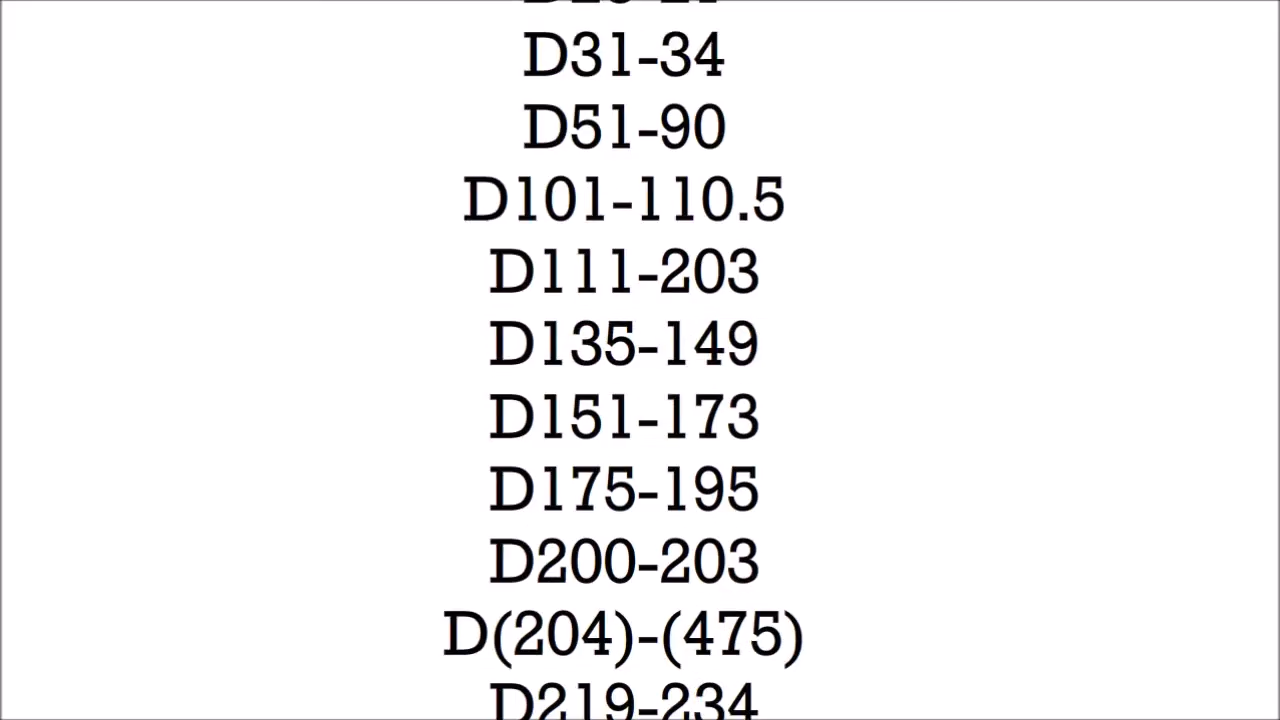 D31-34
D51-90
D101-110.5
D111-203
D135-149
D151-173
D175-195
D200-203
D(204)-(475)
D219-234